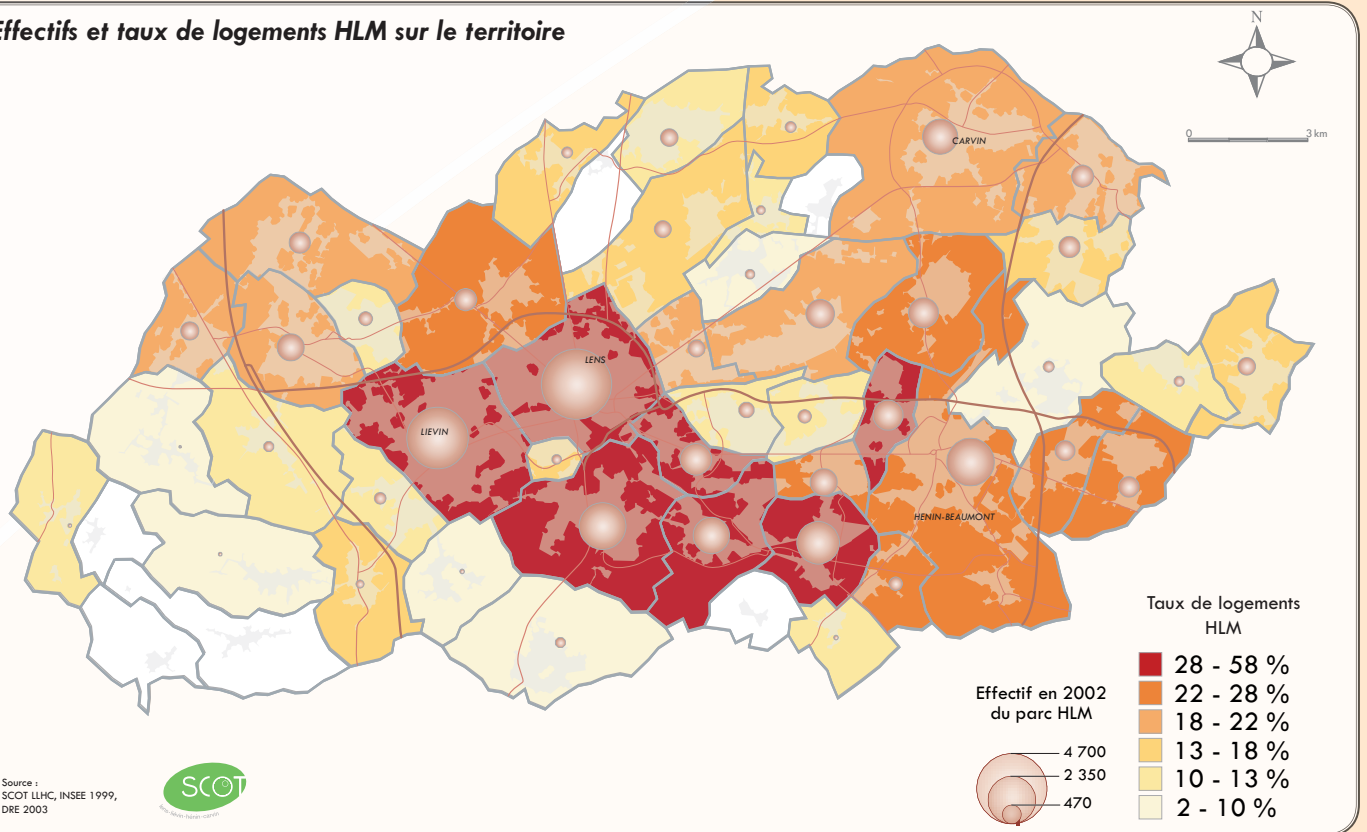 Effectifs et taux de logements HLM sur le territoire
N
0 3 km
CARVIN
LENS
LIEVIN
HENIN-BEAUMONT
Taux de logements
HLM
28 - 58 %
22 - 28 %
18 - 22 %
13 - 18 %
10 - 13 %
2 - 10 %
Effectif en 2002
du parc HLM
4 700
2 350
470
Source :
SCOT LLHC, INSEE 1999,
DRE 2003
SCOT